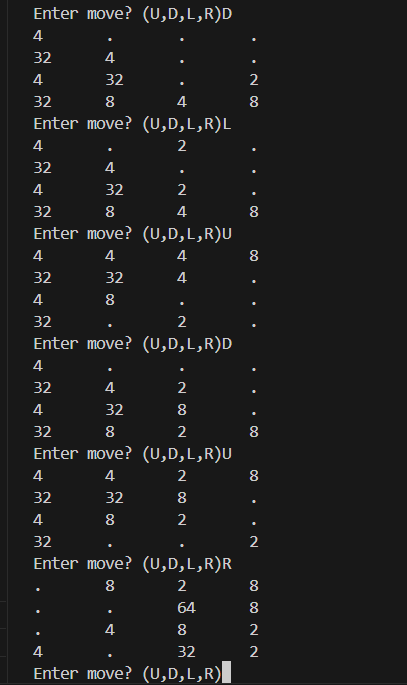 Enter move? (U,D,L,R)D
4 . . .
32 4 . .
4 32 . 2
32 8 4 8
Enter move? (U,D,L,R)L
4 . 2 .
32 4 . .
4 32 2 .
32 8 4 8
Enter move? (U,D,L,R)U
4 4 4 8
32 32 4 .
4 8 . .
32 . 2 .
Enter move? (U,D,L,R)D
4 . . .
32 4 2 .
4 32 8 .
32 8 2 8
Enter move? (U,D,L,R)U
4 4 2 8
32 32 8 .
4 8 2 .
32 . . 2
Enter move? (U,D,L,R)R
. 8 2 8
. . 64 8
. 4 8 2
4 . 32 2
Enter move? (U,D,L,R)